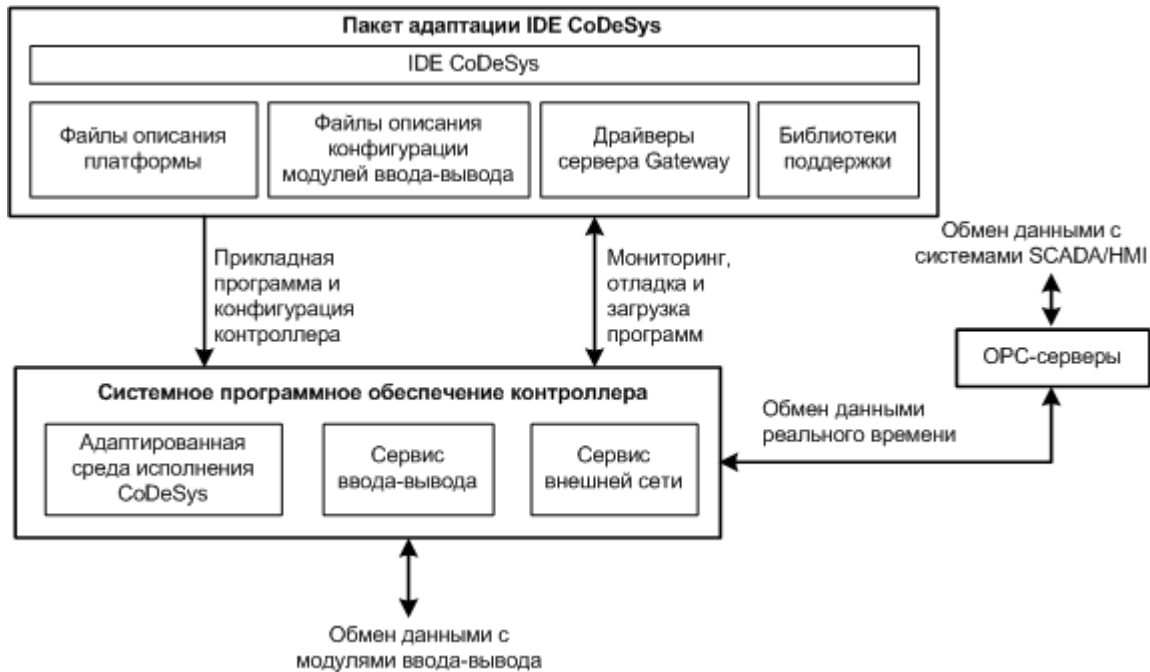 Пакет адаптации IDE CoDeSys
IDE CoDeSys
Файлы описания
платформы
Файлы описания
конфигурации
модулей ввода-вывода
Драйверы
сервера Gateway
Библиотеки
поддержки
Прикладная
программа и
конфигурация
контроллера
Мониторинг,
отладка и
загрузка
программ
Обмен данными с
системами SCADA/HMI
OPC-серверы
Обмен данными
реального времени
Системное программное обеспечение контроллера
Адаптированная
среда исполнения
CoDeSys
Сервис
ввода-вывода
Сервис
внешней сети
Обмен данными с
модулями ввода-вывода